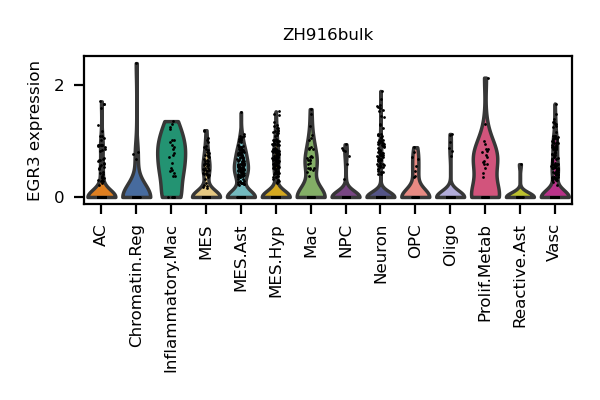 ZH916bulk
EGR3 expression
2
0
AC
Chromatin.Reg
Inflammatory.Mac
MES
MES.Ast
MES.Hyp
Mac
NPC
Neuron
OPC
Oligo
Prolif.Metab
Reactive.Ast
Vasc